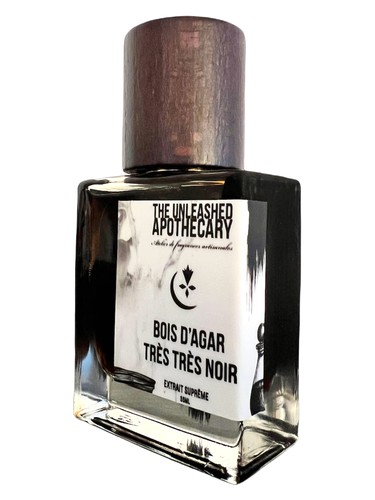 THE UNLEASHED
APOTHECARY
Atelier de fragrances artisanales
BOIS D'AGAR
TRÈS TRÈS NOIR
EXTRAIT SUPRÊME